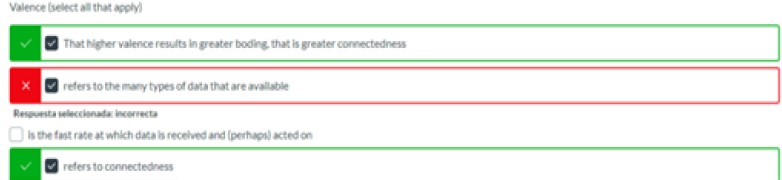 Valence (select all that apply)
That higher valence results in greater boding, that is greater connectedness
refers to the many types of data that are available
Respuesta seleccionada: incorrecta
is the fast rate at which data is received and (perhaps) acted on
refers to connectedness